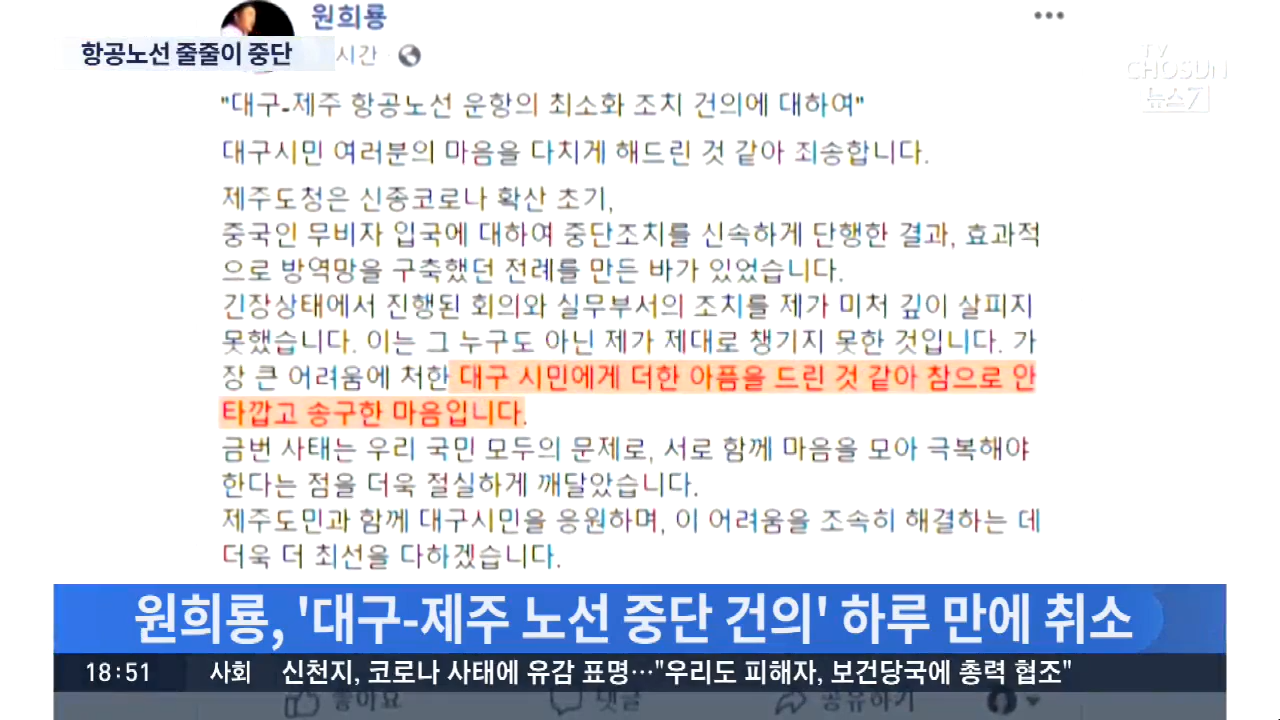 원희룡
항공노선 줄줄이 중단
시간
TV
CHOSUN
뉴스7
"대구-제주 항공노선 운항의 최소화 조치 건의에 대하여"
대구시민 여러분의 마음을 다치게 해드린 것 같아 죄송합니다.
제주도청은 신종코로나 확산 초기,
중국인 무비자 입국에 대하여 중단조치를 신속하게 단행한 결과, 효과적
으로 방역망을 구축했던 전례를 만든 바가 있었습니다.
긴장상태에서 진행된 회의와 실무부서의 조치를 제가 미처 깊이 살피지
못했습니다. 이는 그 누구도 아닌 제가 제대로 챙기지 못한 것입니다. 가
장 큰 어려움에 처한 대구 시민에게 더한 아픔을 드린 것 같아 참으로 안
타깝고 송구한 마음입니다.
금번 사태는 우리 국민 모두의 문제로, 서로 함께 마음을 모아 극복해야
한다는 점을 더욱 절실하게 깨달았습니다.
제주도민과 함께 대구시민을 응원하며, 이 어려움을 조속히 해결하는 데
더욱 더 최선을 다하겠습니다.
원희룡, '대구-제주 노선 중단 건의' 하루 만에 취소
18:51 사회 신천지, 코로나 사태에 유감 표명…"우리도 피해자, 보건당국에 총력 협조"
좋아요 댓글 공유하기